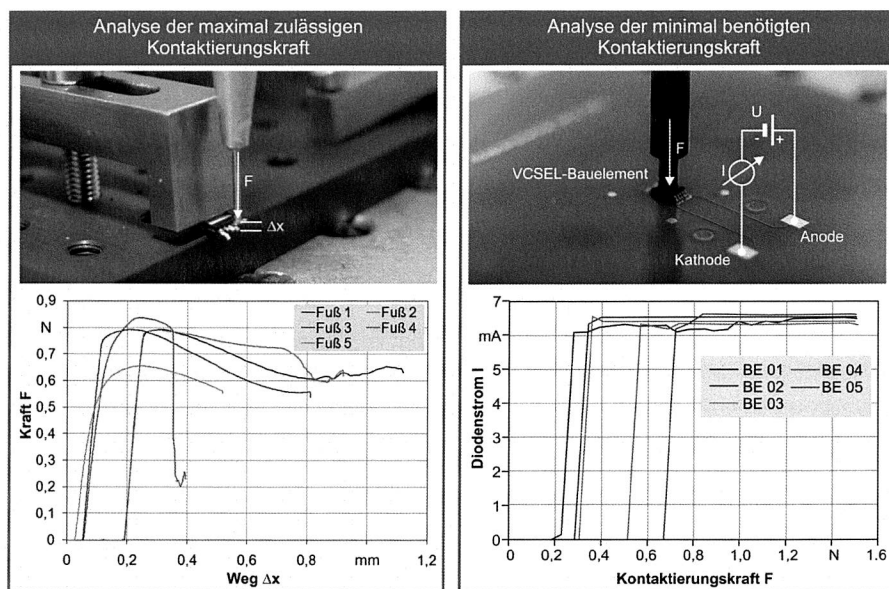 Analyse der maximal zulässigen
Kontaktierungskraft
F
Δx
0,9
N
0,7
0,6
0,5
0,4
0,3
0,2
0,1
0
Kraft F
Fuß 1
Fuß 2
Fuß 3
Fuß 4
Fuß 5
0
0,2
0,4
0,6
0,8
mm
1,2
Weg Δx
Analyse der minimal benötigten
Kontaktierungskraft
U
- +
F
I
VCSEL-Bauelement
Anode
Kathode
7
mA
5
4
3
2
1
0
Diodenstrom I
BE 01
BE 04
BE 02
BE 05
BE 03
0
0,2
0,4
0,6
0,8
1,0
1,2
N
1.6
Kontaktierungskraft F